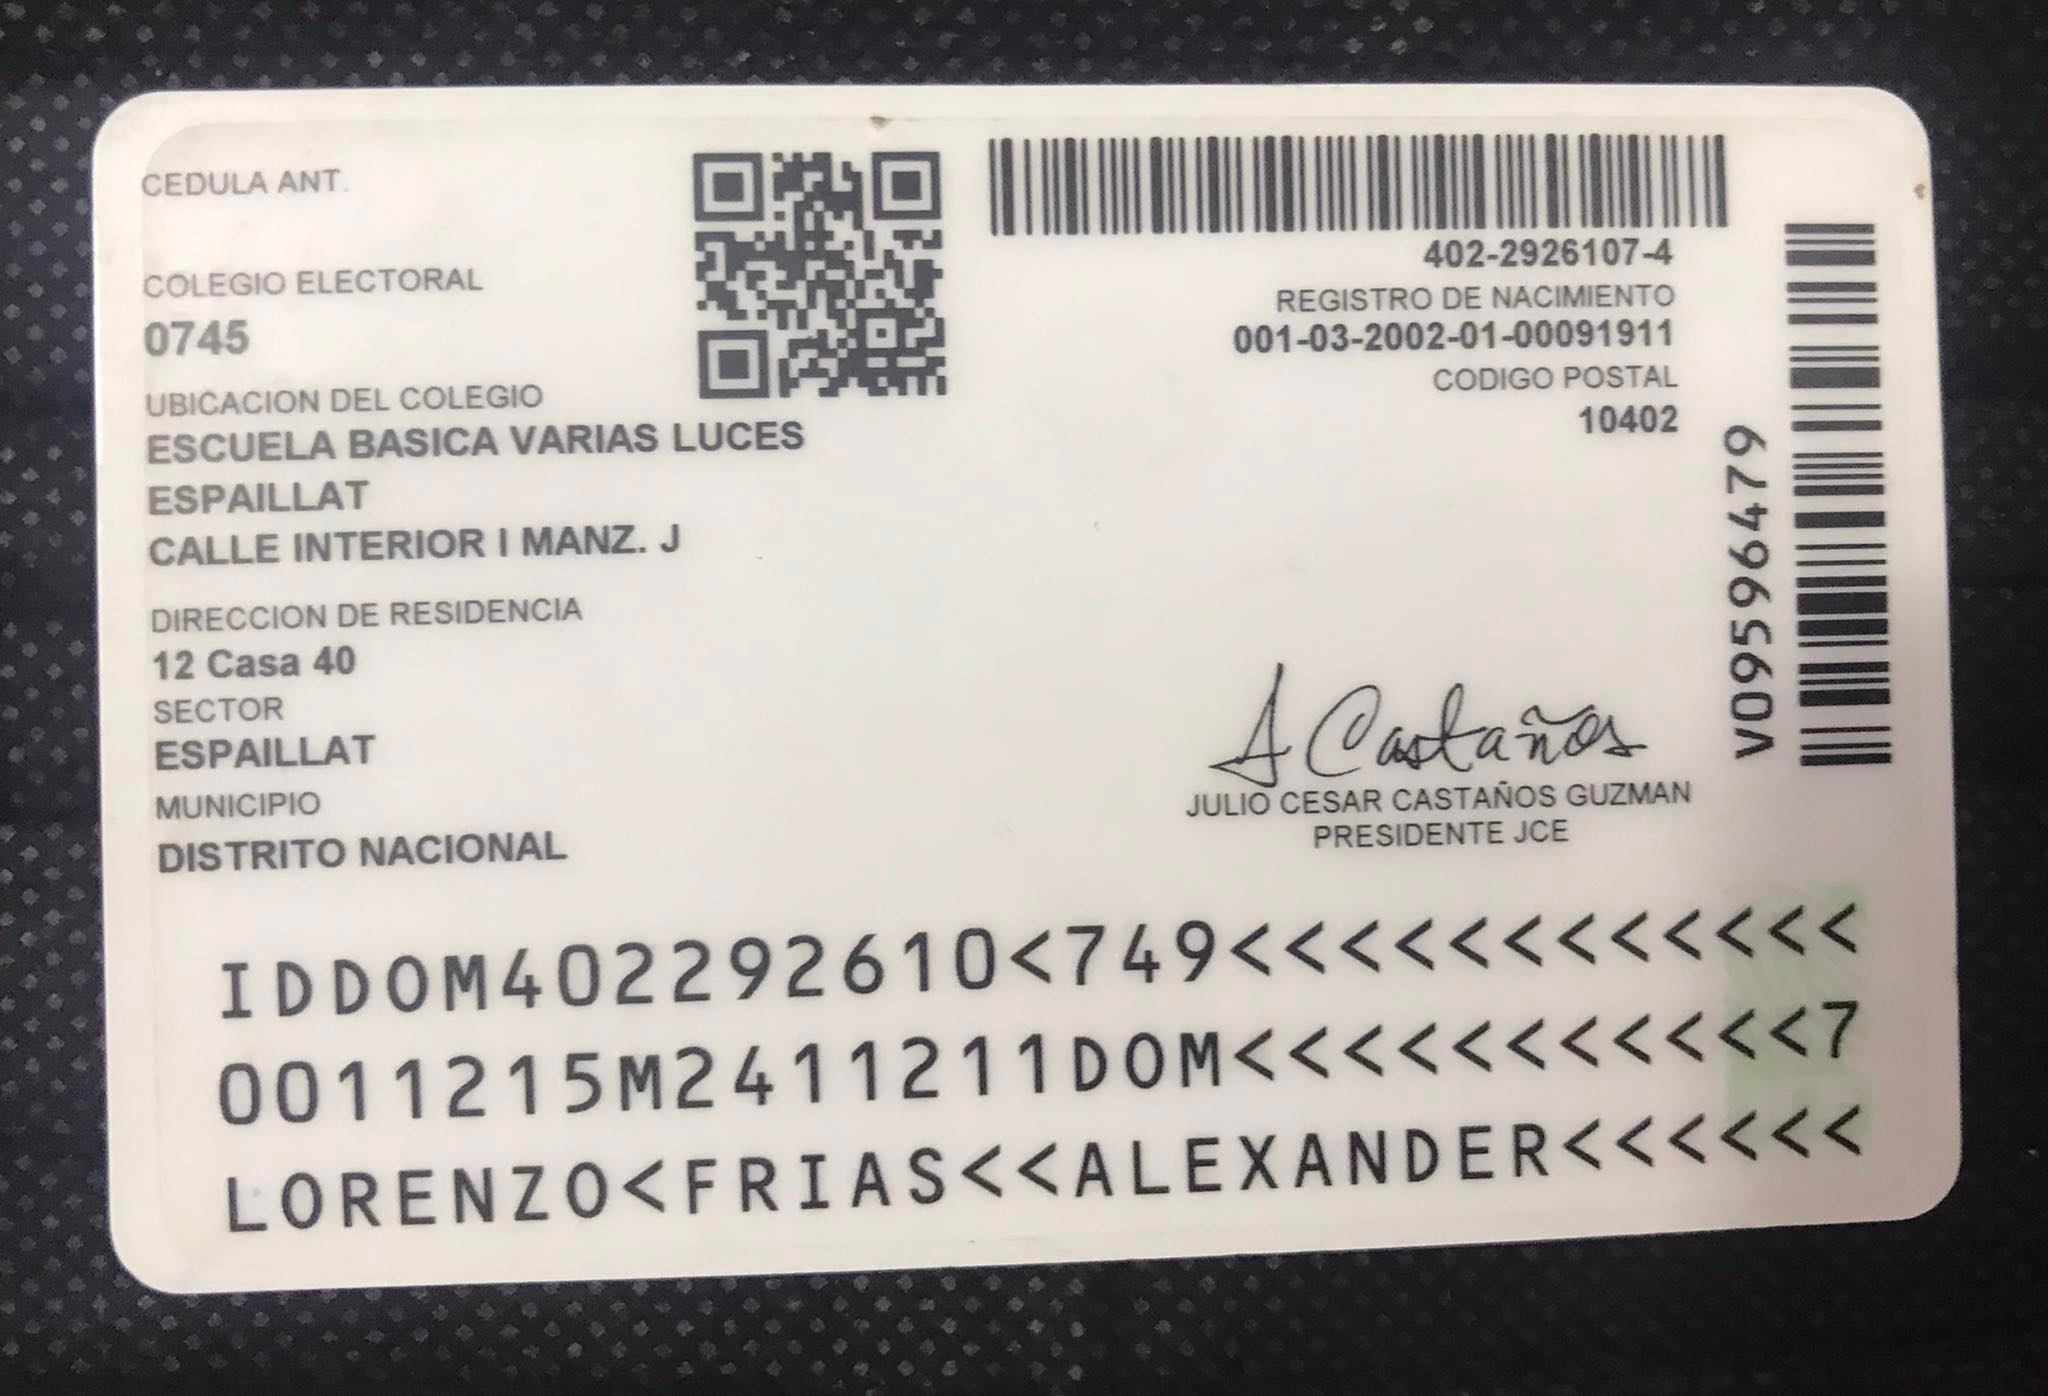 CEDULA ANT.
COLEGIO ELECTORAL
0745
UBICACION DEL COLEGIO
ESCUELA BASICA VARIAS LUCES
ESPAILLAT
CALLE INTERIOR I MANZ. J
DIRECCION DE RESIDENCIA
12 Casa 40
SECTOR
ESPAILLAT
MUNICIPIO
DISTRITO NACIONAL
402-2926107-4
REGISTRO DE NACIMIENTO
001-03-2002-01-00091911
CODIGO POSTAL
10402
V09596479
A Castaños
JULIO CESAR CASTAÑOS GUZMAN
PRESIDENTE JCE
IDDOM402292610<749<<<<<<<<<<<<
0011215M2411211DOM<<<<<<<<<<<7
LORENZO<FRIAS<<ALEXANDER<<<<<<